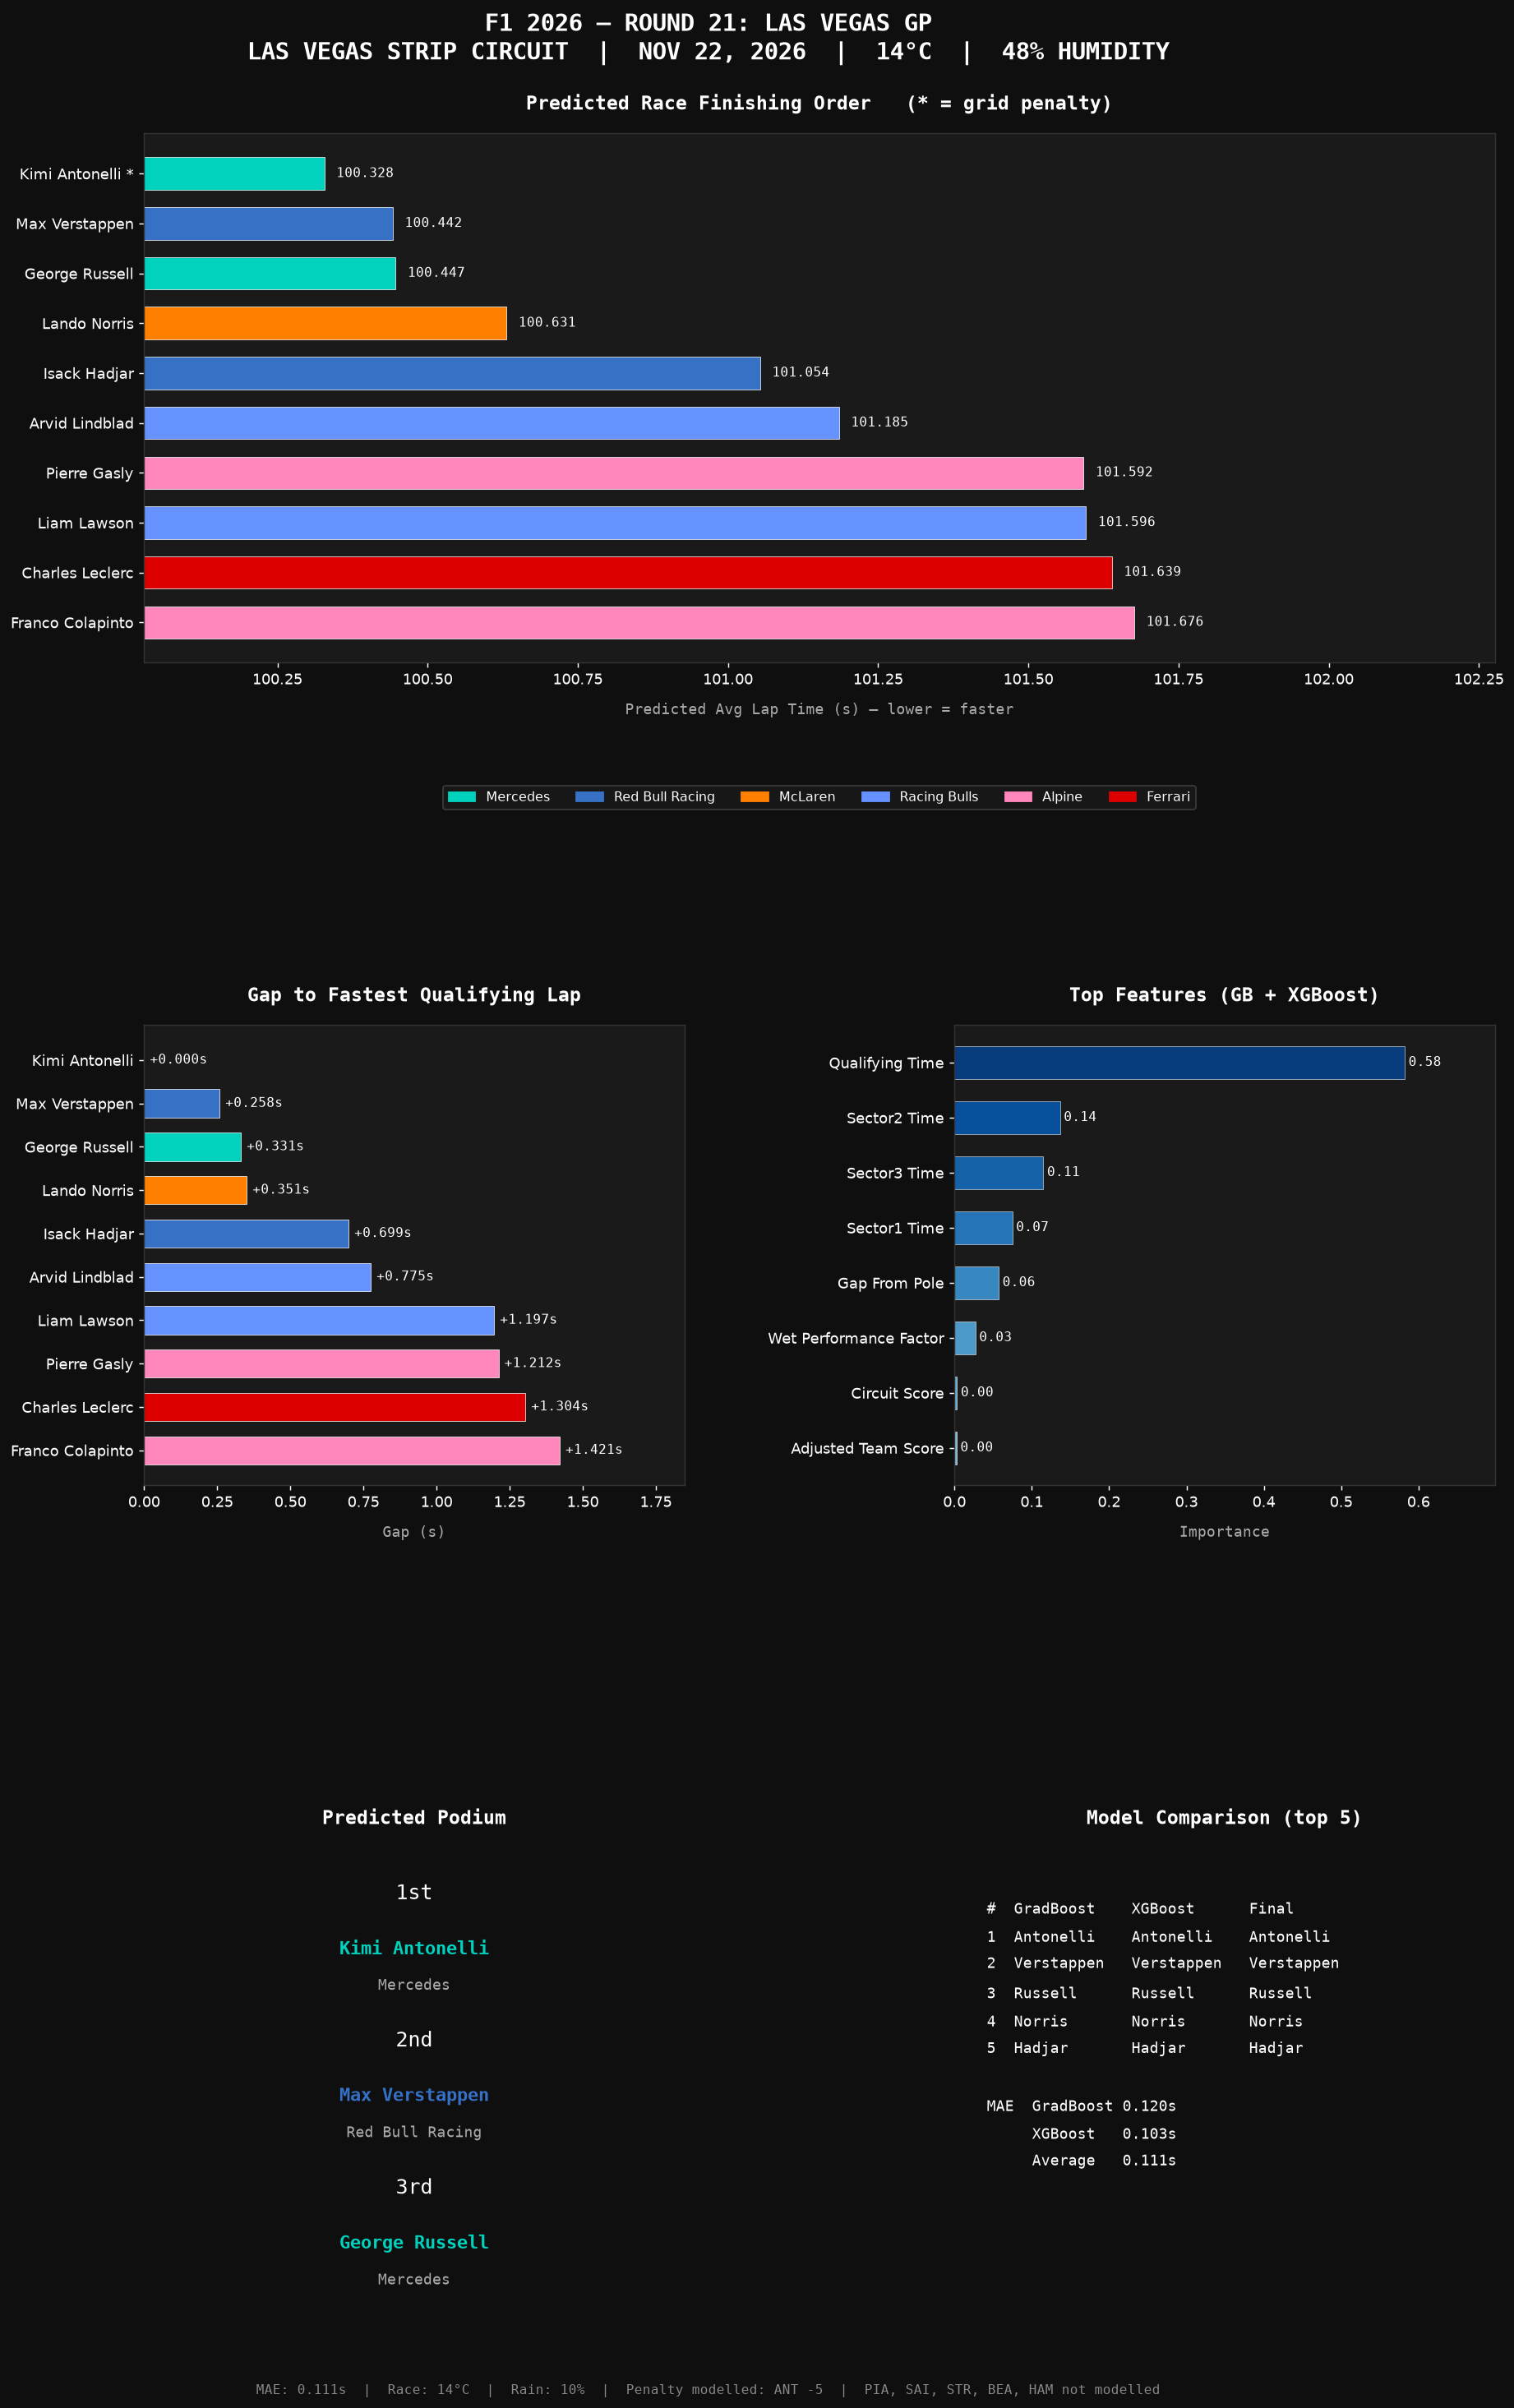 F1 2026 — ROUND 21: LAS VEGAS GP
LAS VEGAS STRIP CIRCUIT | NOV 22, 2026 | 14°C | 48% HUMIDITY
Predicted Race Finishing Order (* = grid penalty)
Kimi Antonelli * 100.328
Max Verstappen 100.442
George Russell 100.447
Lando Norris 100.631
Isack Hadjar 101.054
Arvid Lindblad 101.185
Pierre Gasly 101.592
Liam Lawson 101.596
Charles Leclerc 101.639
Franco Colapinto 101.676
100.25 100.50 100.75 101.00 101.25 101.50 101.75 102.00 102.25
Predicted Avg Lap Time (s) — lower = faster
Mercedes Red Bull Racing McLaren Racing Bulls Alpine Ferrari
Gap to Fastest Qualifying Lap
Kimi Antonelli +0.000s
Max Verstappen +0.258s
George Russell +0.331s
Lando Norris +0.351s
Isack Hadjar +0.699s
Arvid Lindblad +0.775s
Liam Lawson +1.197s
Pierre Gasly +1.212s
Charles Leclerc +1.304s
Franco Colapinto +1.421s
0.00 0.25 0.50 0.75 1.00 1.25 1.50 1.75
Gap (s)
Top Features (GB + XGBoost)
Qualifying Time 0.58
Sector2 Time 0.14
Sector3 Time 0.11
Sector1 Time 0.07
Gap From Pole 0.06
Wet Performance Factor 0.03
Circuit Score 0.00
Adjusted Team Score 0.00
0.0 0.1 0.2 0.3 0.4 0.5 0.6
Importance
Predicted Podium
1st
Kimi Antonelli
Mercedes
2nd
Max Verstappen
Red Bull Racing
3rd
George Russell
Mercedes
Model Comparison (top 5)
# GradBoost XGBoost Final
1 Antonelli Antonelli Antonelli
2 Verstappen Verstappen Verstappen
3 Russell Russell Russell
4 Norris Norris Norris
5 Hadjar Hadjar Hadjar
MAE GradBoost 0.120s
XGBoost 0.103s
Average 0.111s
MAE: 0.111s | Race: 14°C | Rain: 10% | Penalty modelled: ANT -5 | PIA, SAI, STR, BEA, HAM not modelled